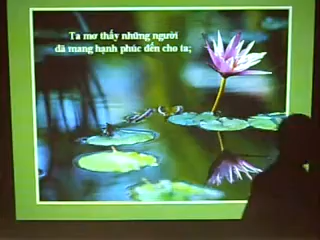 Ta mơ thấy những người
đã mang hạnh phúc đến cho ta;